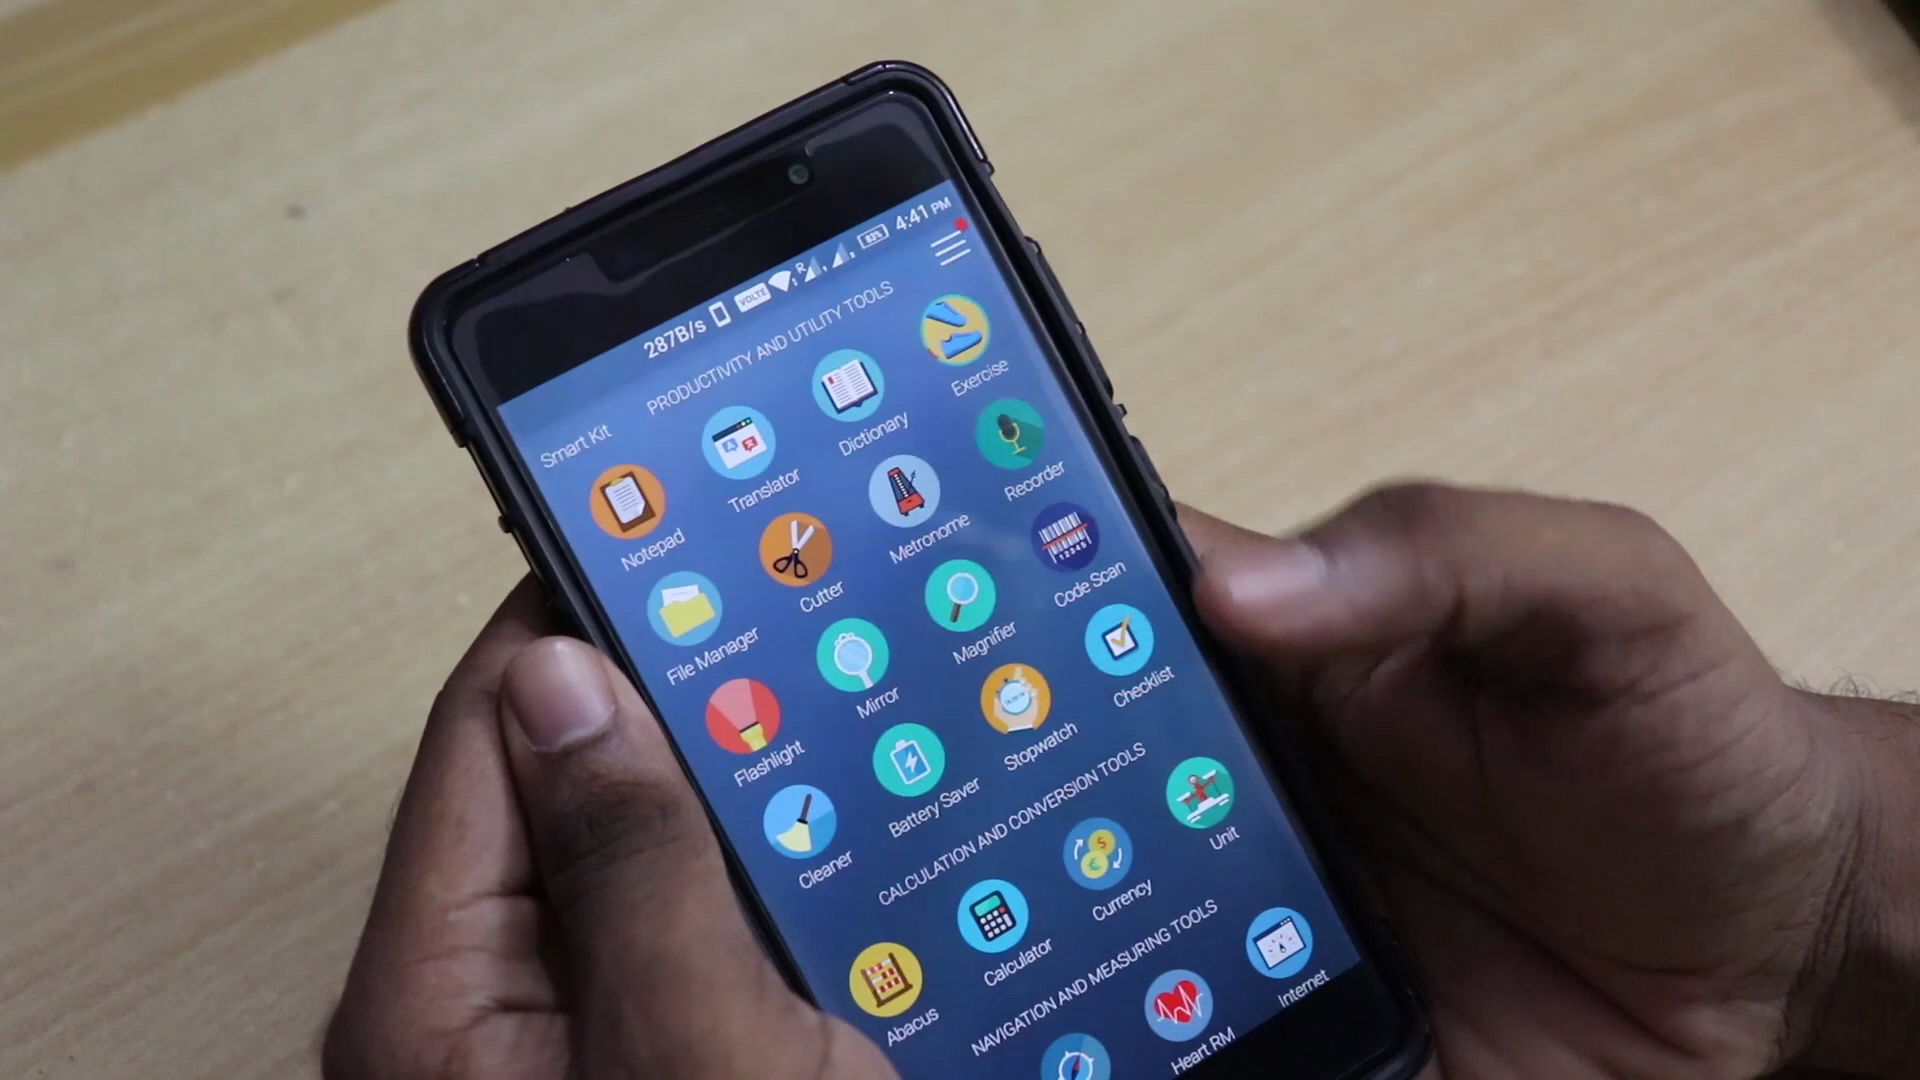 287B/s VOLTE R 83% 4:41 PM
Smart Kit
PRODUCTIVITY AND UTILITY TOOLS
Notepad Translator Dictionary Exercise
File Manager Cutter Metronome Recorder
Flashlight Mirror Magnifier Code Scan
12345
Cleaner Battery Saver Stopwatch Checklist
CALCULATION AND CONVERSION TOOLS
Abacus Calculator Currency Unit
NAVIGATION AND MEASURING TOOLS
Heart RM Internet